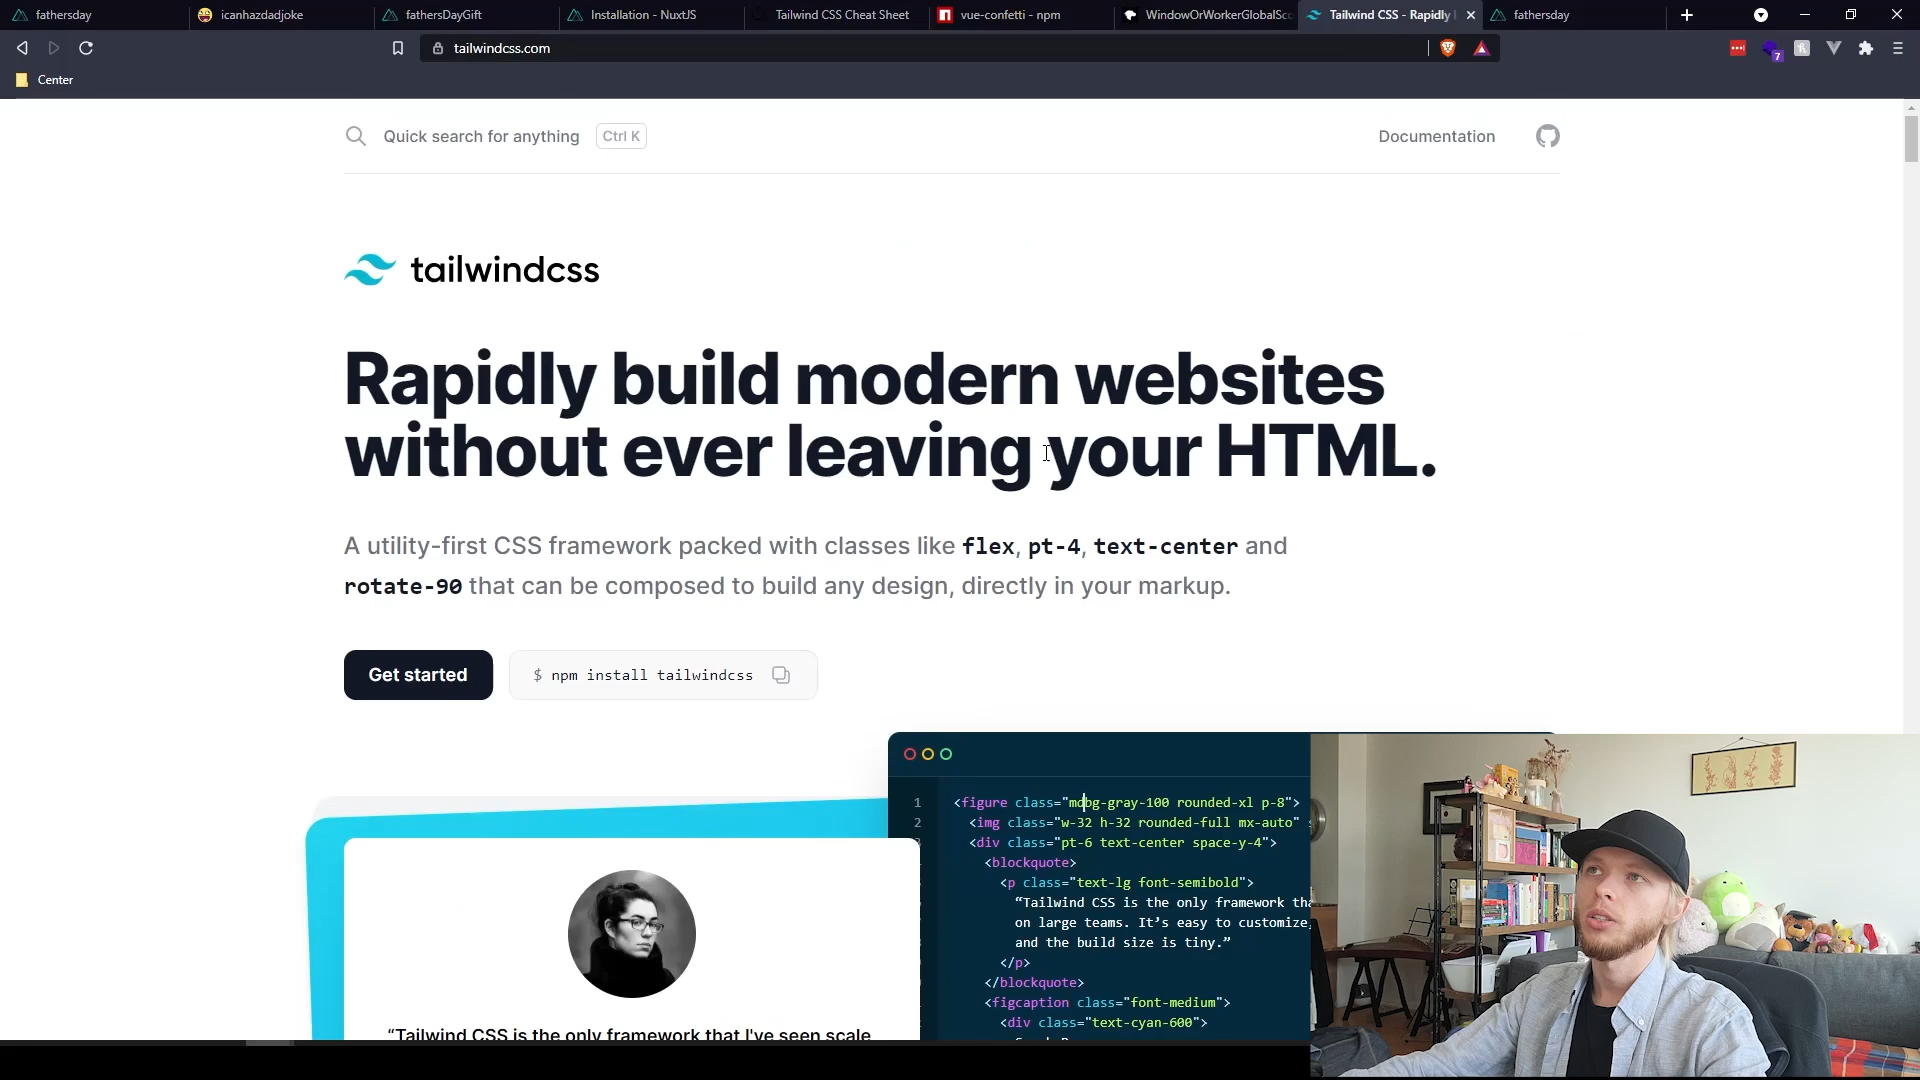 fathersday
icanhazdadjoke
fathersDayGift
Installation - NuxtJS
Tailwind CSS Cheat Sheet
vue-confetti - npm
WindowOrWorkerGlobalSc
Tailwind CSS - Rapidly
fathersday
tailwindcss.com
7
Center
Quick search for anything Ctrl K
Documentation
tailwindcss
Rapidly build modern websites
without ever leaving your HTML.
A utility-first CSS framework packed with classes like flex, pt-4, text-center and
rotate-90 that can be composed to build any design, directly in your markup.
Get started
$ npm install tailwindcss
1 <figure class="mdbg-gray-100 rounded-xl p-8">
2 <img class="w-32 h-32 rounded-full mx-auto"
<div class="pt-6 text-center space-y-4">
<blockquote>
<p class="text-lg font-semibold">
“Tailwind CSS is the only framework tha
on large teams. It’s easy to customize,
and the build size is tiny.”
</p>
</blockquote>
<figcaption class="font-medium">
<div class="text-cyan-600">
“Tailwind CSS is the only framework that I've seen scale